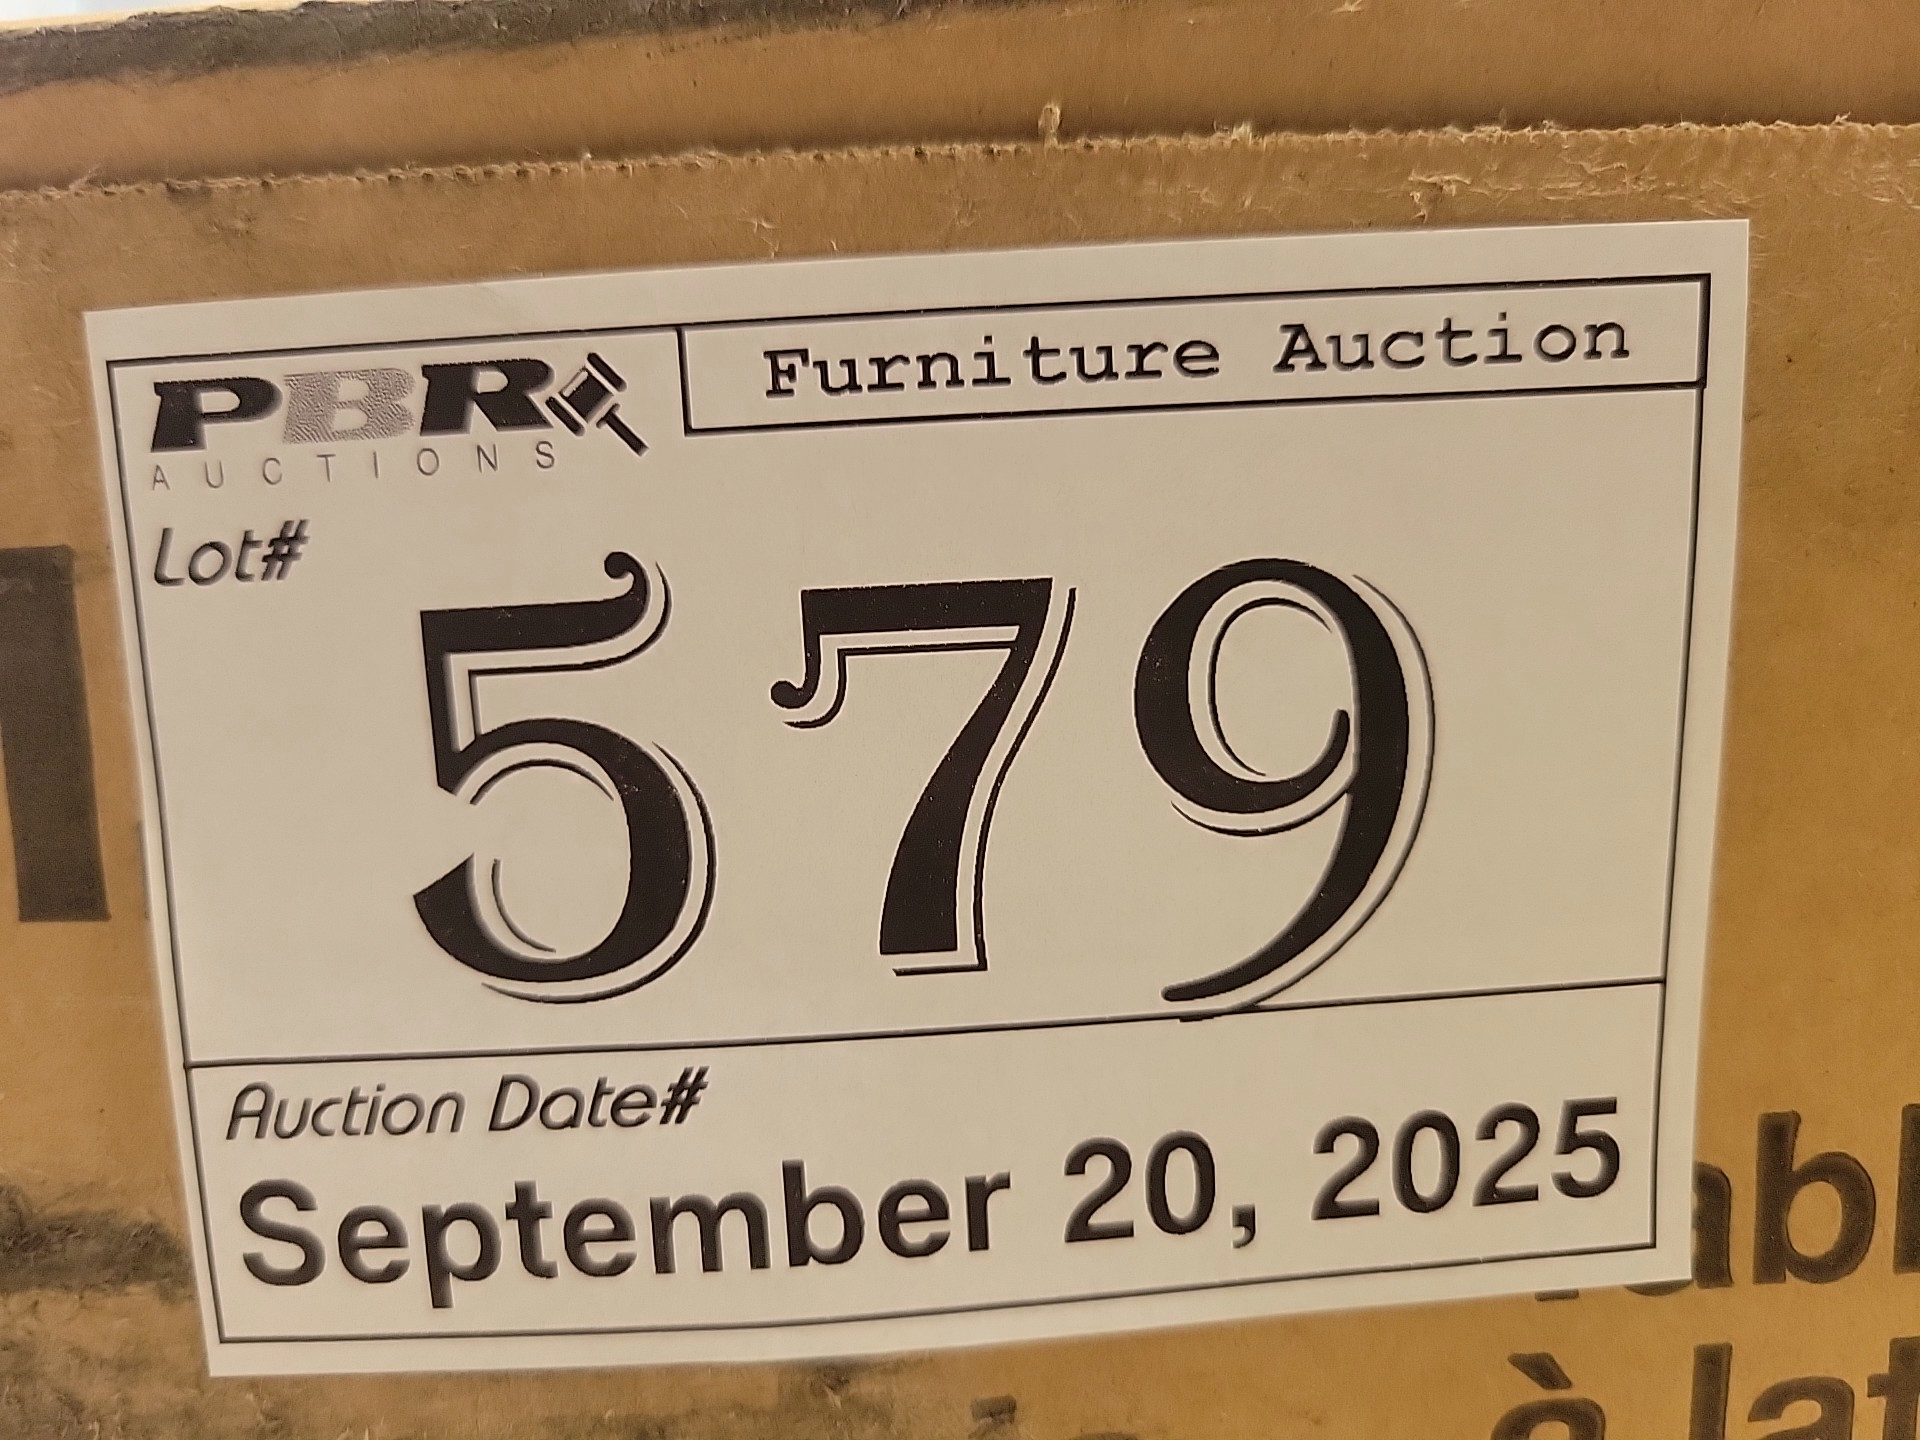 PBR
AUCTIONS
Furniture Auction
Lot#
579
Auction Date#
September 20, 2025